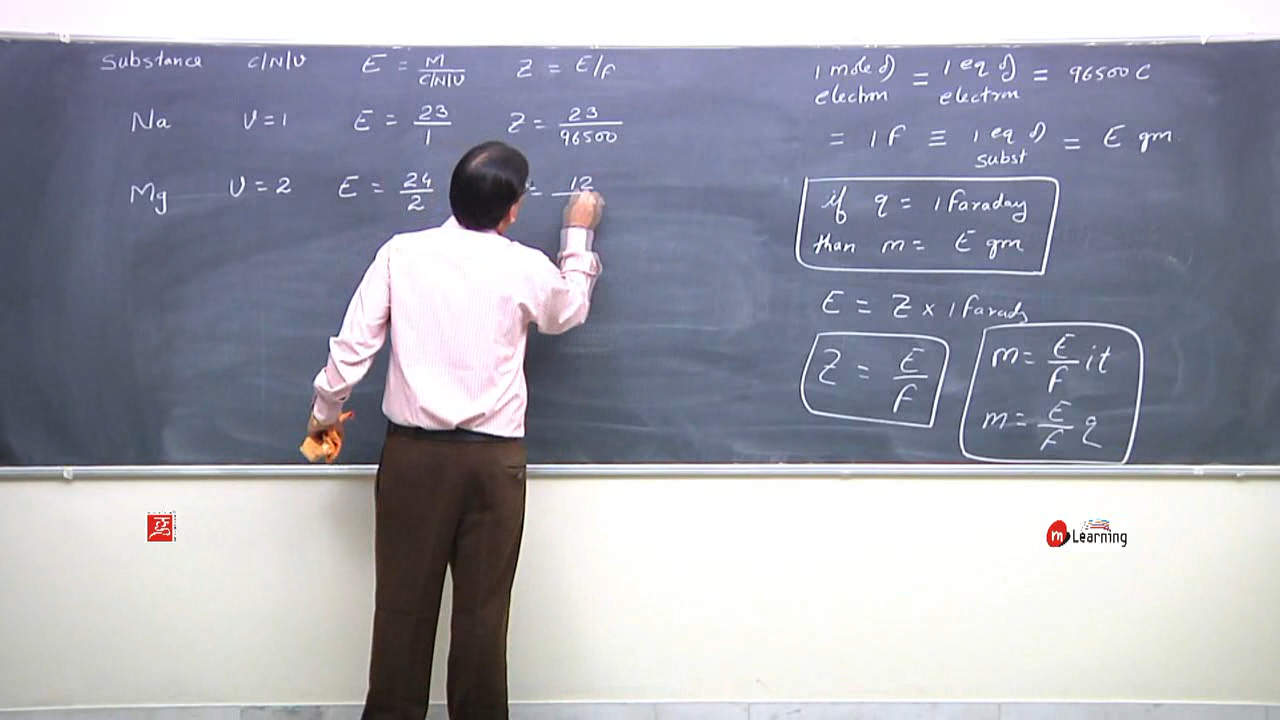 Substance C/N/V E = M/C/N/V Z = E/F
Na V = 1 E = 23/1 Z = 23/96500
Mg V = 2 E = 24/2 = 12
1 mole of electron = 1 eq of electron = 96500 C
= 1 F ≡ 1 eq of subst = E gm
if q = 1 faraday
than m = E gm
E = Z × 1 farady
Z = E/F
m = E/F it
m = E/F q
m Learning